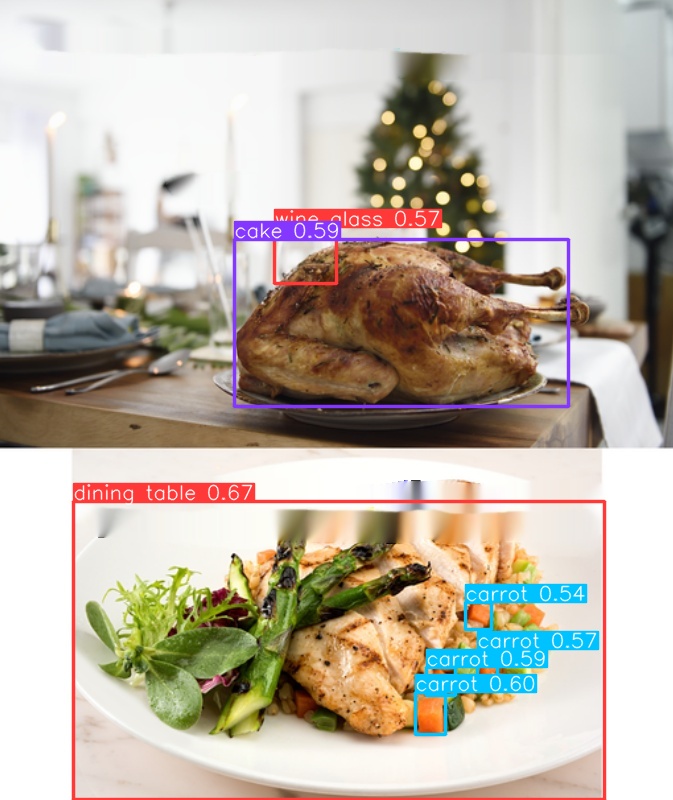 wine glass 0.57
cake 0.59
dining table 0.67
carrot 0.54
carrot 0.57
carrot 0.59
carrot 0.60